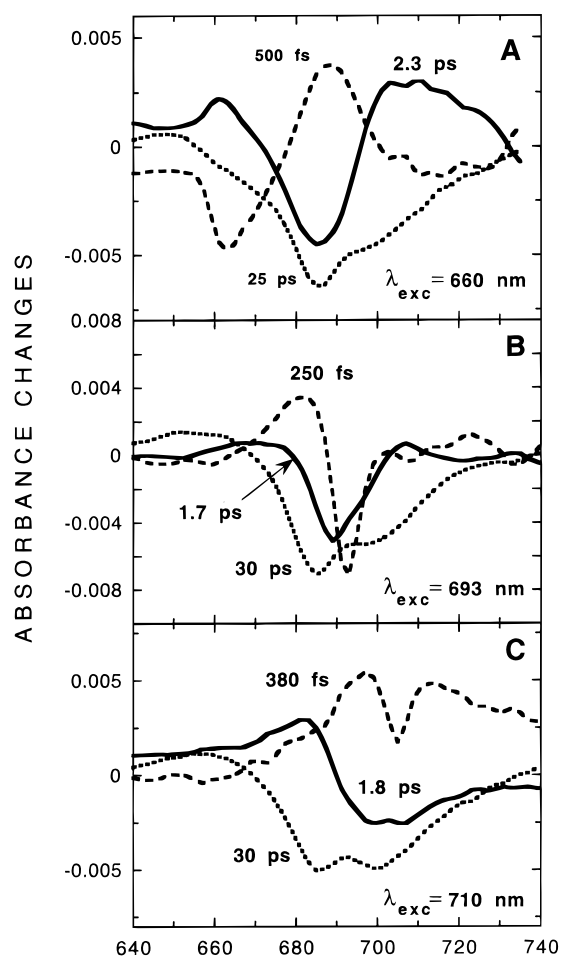 ABSORBANCE CHANGES
0.005
0
-0.005
500 fs
2.3 ps
A
25 ps
λexc = 660 nm
0.008
0.004
0
-0.004
-0.008
250 fs
B
1.7 ps
30 ps
λexc = 693 nm
0.005
0
-0.005
380 fs
C
1.8 ps
30 ps
λexc = 710 nm
640 660 680 700 720 740